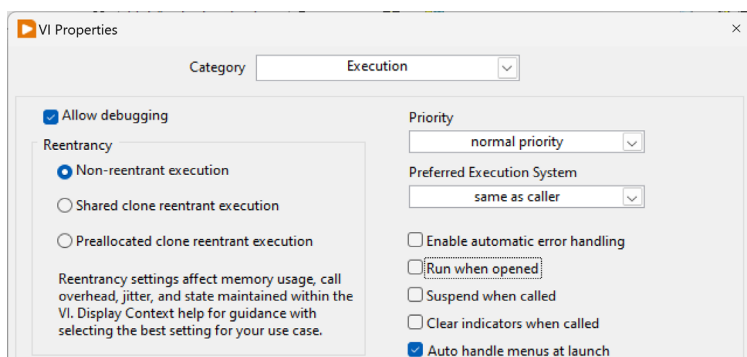 VI Properties
Category
Execution
Allow debugging
Reentrancy
Non-reentrant execution
Shared clone reentrant execution
Preallocated clone reentrant execution
Reentrancy settings affect memory usage, call
overhead, jitter, and state maintained within the
VI. Display Context help for guidance with
selecting the best setting for your use case.
Priority
normal priority
Preferred Execution System
same as caller
Enable automatic error handling
Run when opened
Suspend when called
Clear indicators when called
Auto handle menus at launch